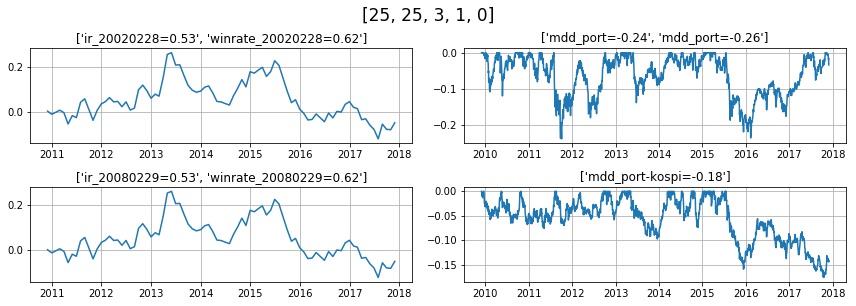 [25, 25, 3, 1, 0]
['ir_20020228=0.53', 'winrate_20020228=0.62']
0.2
0.0
2011 2012 2013 2014 2015 2016 2017 2018
['mdd_port=-0.24', 'mdd_port=-0.26']
0.0
−0.1
−0.2
2010 2011 2012 2013 2014 2015 2016 2017 2018
['ir_20080229=0.53', 'winrate_20080229=0.62']
0.2
0.0
2011 2012 2013 2014 2015 2016 2017 2018
['mdd_port-kospi=-0.18']
0.00
−0.05
−0.10
−0.15
2010 2011 2012 2013 2014 2015 2016 2017 2018